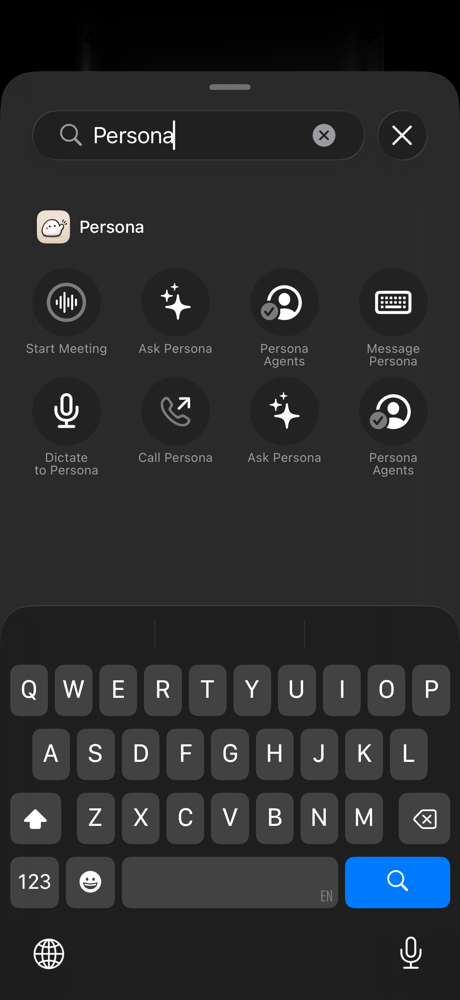 Persona
Persona
Start Meeting
Ask Persona
Persona
Agents
Message
Persona
Dictate
to Persona
Call Persona
Ask Persona
Persona
Agents
Q W E R T Y U I O P
A S D F G H J K L
Z X C V B N M
123
EN